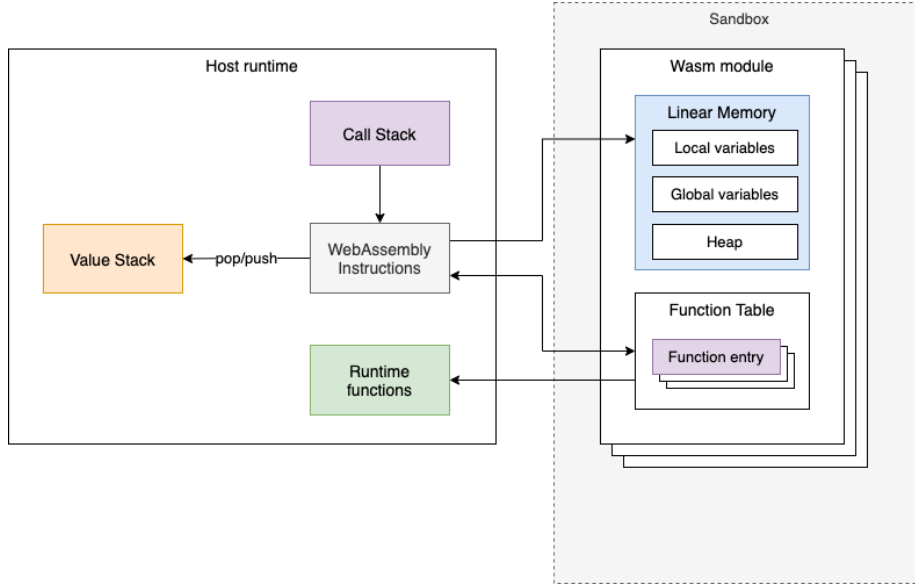 Sandbox
Host runtime
Wasm module
Call Stack
Linear Memory
Local variables
Global variables
Heap
Value Stack
pop/push
WebAssembly
Instructions
Function Table
Function entry
Runtime
functions